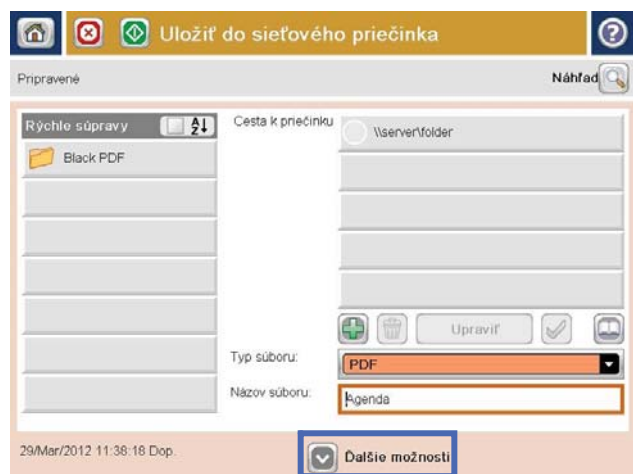 Uložiť do sieťového priečinka
Pripravené
Náhľad
Rýchle súpravy
Cesta k priečinku
\\server\folder
Black PDF
Upraviť
Typ súboru:
PDF
Názov súboru:
Agenda
29/Mar/2012 11:38:18 Dop.
Ďalšie možnosti